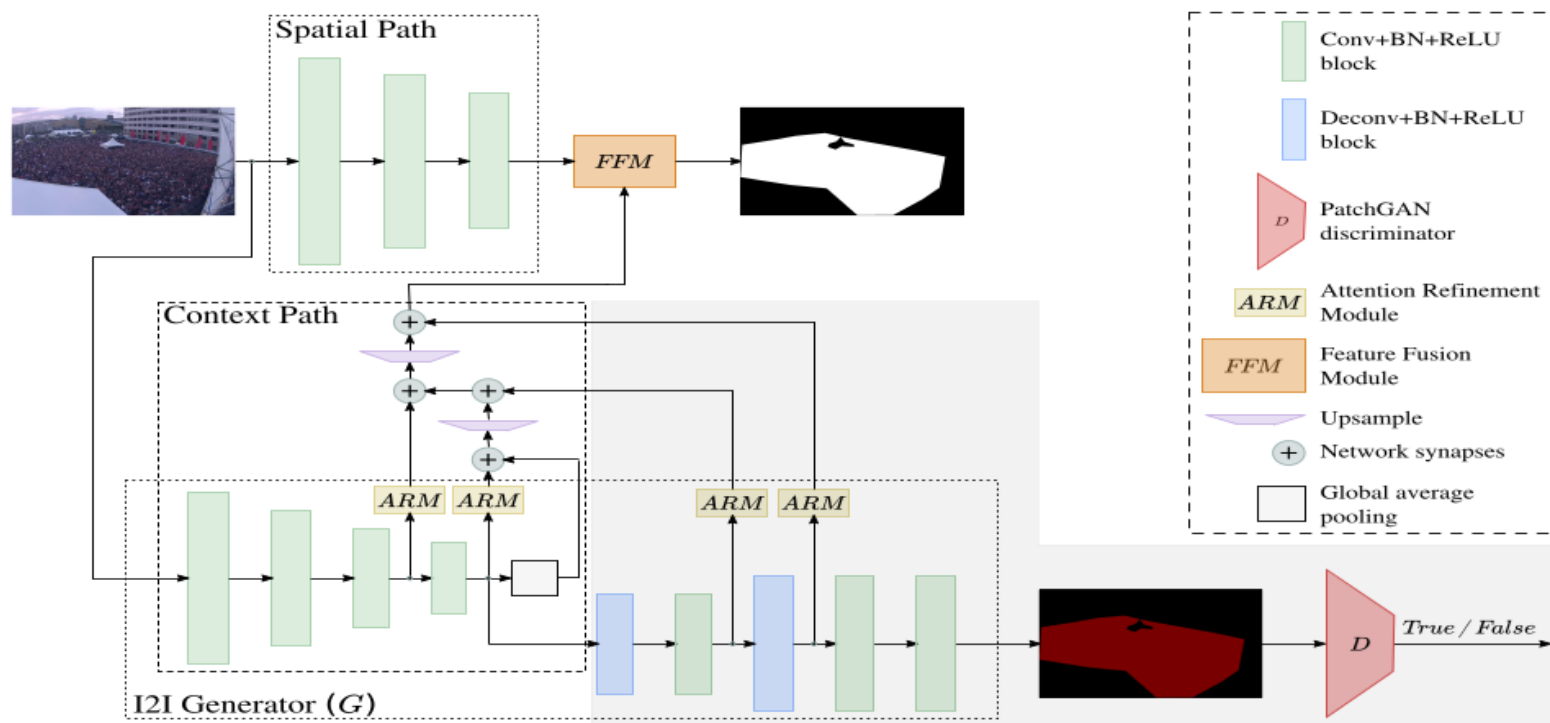 Spatial Path
FFM
Context Path
+
+
+
+
ARM
ARM
ARM
ARM
I2I Generator (G)
D
True / False
Conv+BN+ReLU
block
Deconv+BN+ReLU
block
D
PatchGAN
discriminator
ARM
Attention Refinement
Module
FFM
Feature Fusion
Module
Upsample
+
Network synapses
Global average
pooling